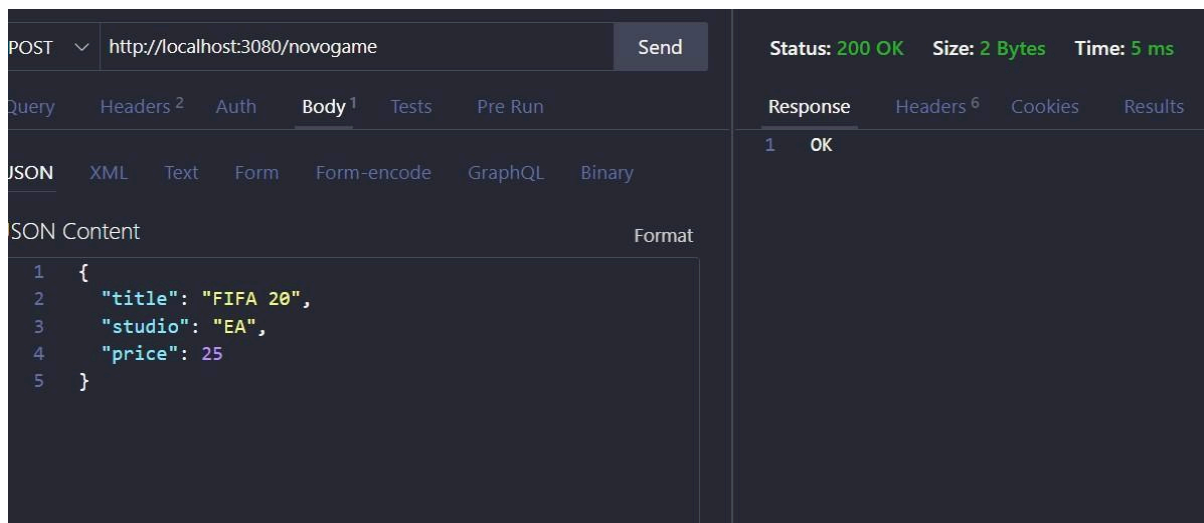 POST http://localhost:3080/novogame Send
Query Headers 2 Auth Body 1 Tests Pre Run
JSON XML Text Form Form-encode GraphQL Binary
JSON Content Format
1 {
2 "title": "FIFA 20",
3 "studio": "EA",
4 "price": 25
5 }
Status: 200 OK Size: 2 Bytes Time: 5 ms
Response Headers 6 Cookies Results
1 OK